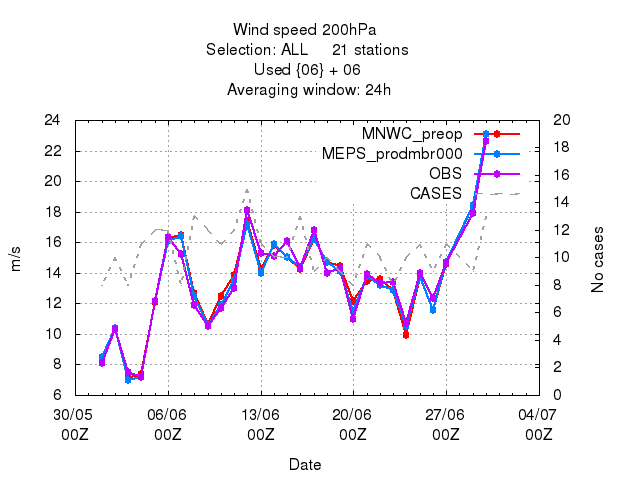 Wind speed 200hPa
Selection: ALL 21 stations
Used {06} + 06
Averaging window: 24h
24 20
22 18
20 16
18 14
16 12
14 10
12 8
10 6
8 4
6 2
0
m/s
No cases
MNWC_preop
MEPS_prodmbr000
OBS
CASES
30/05 06/06 13/06 20/06 27/06 04/07
00Z 00Z 00Z 00Z 00Z 00Z
Date